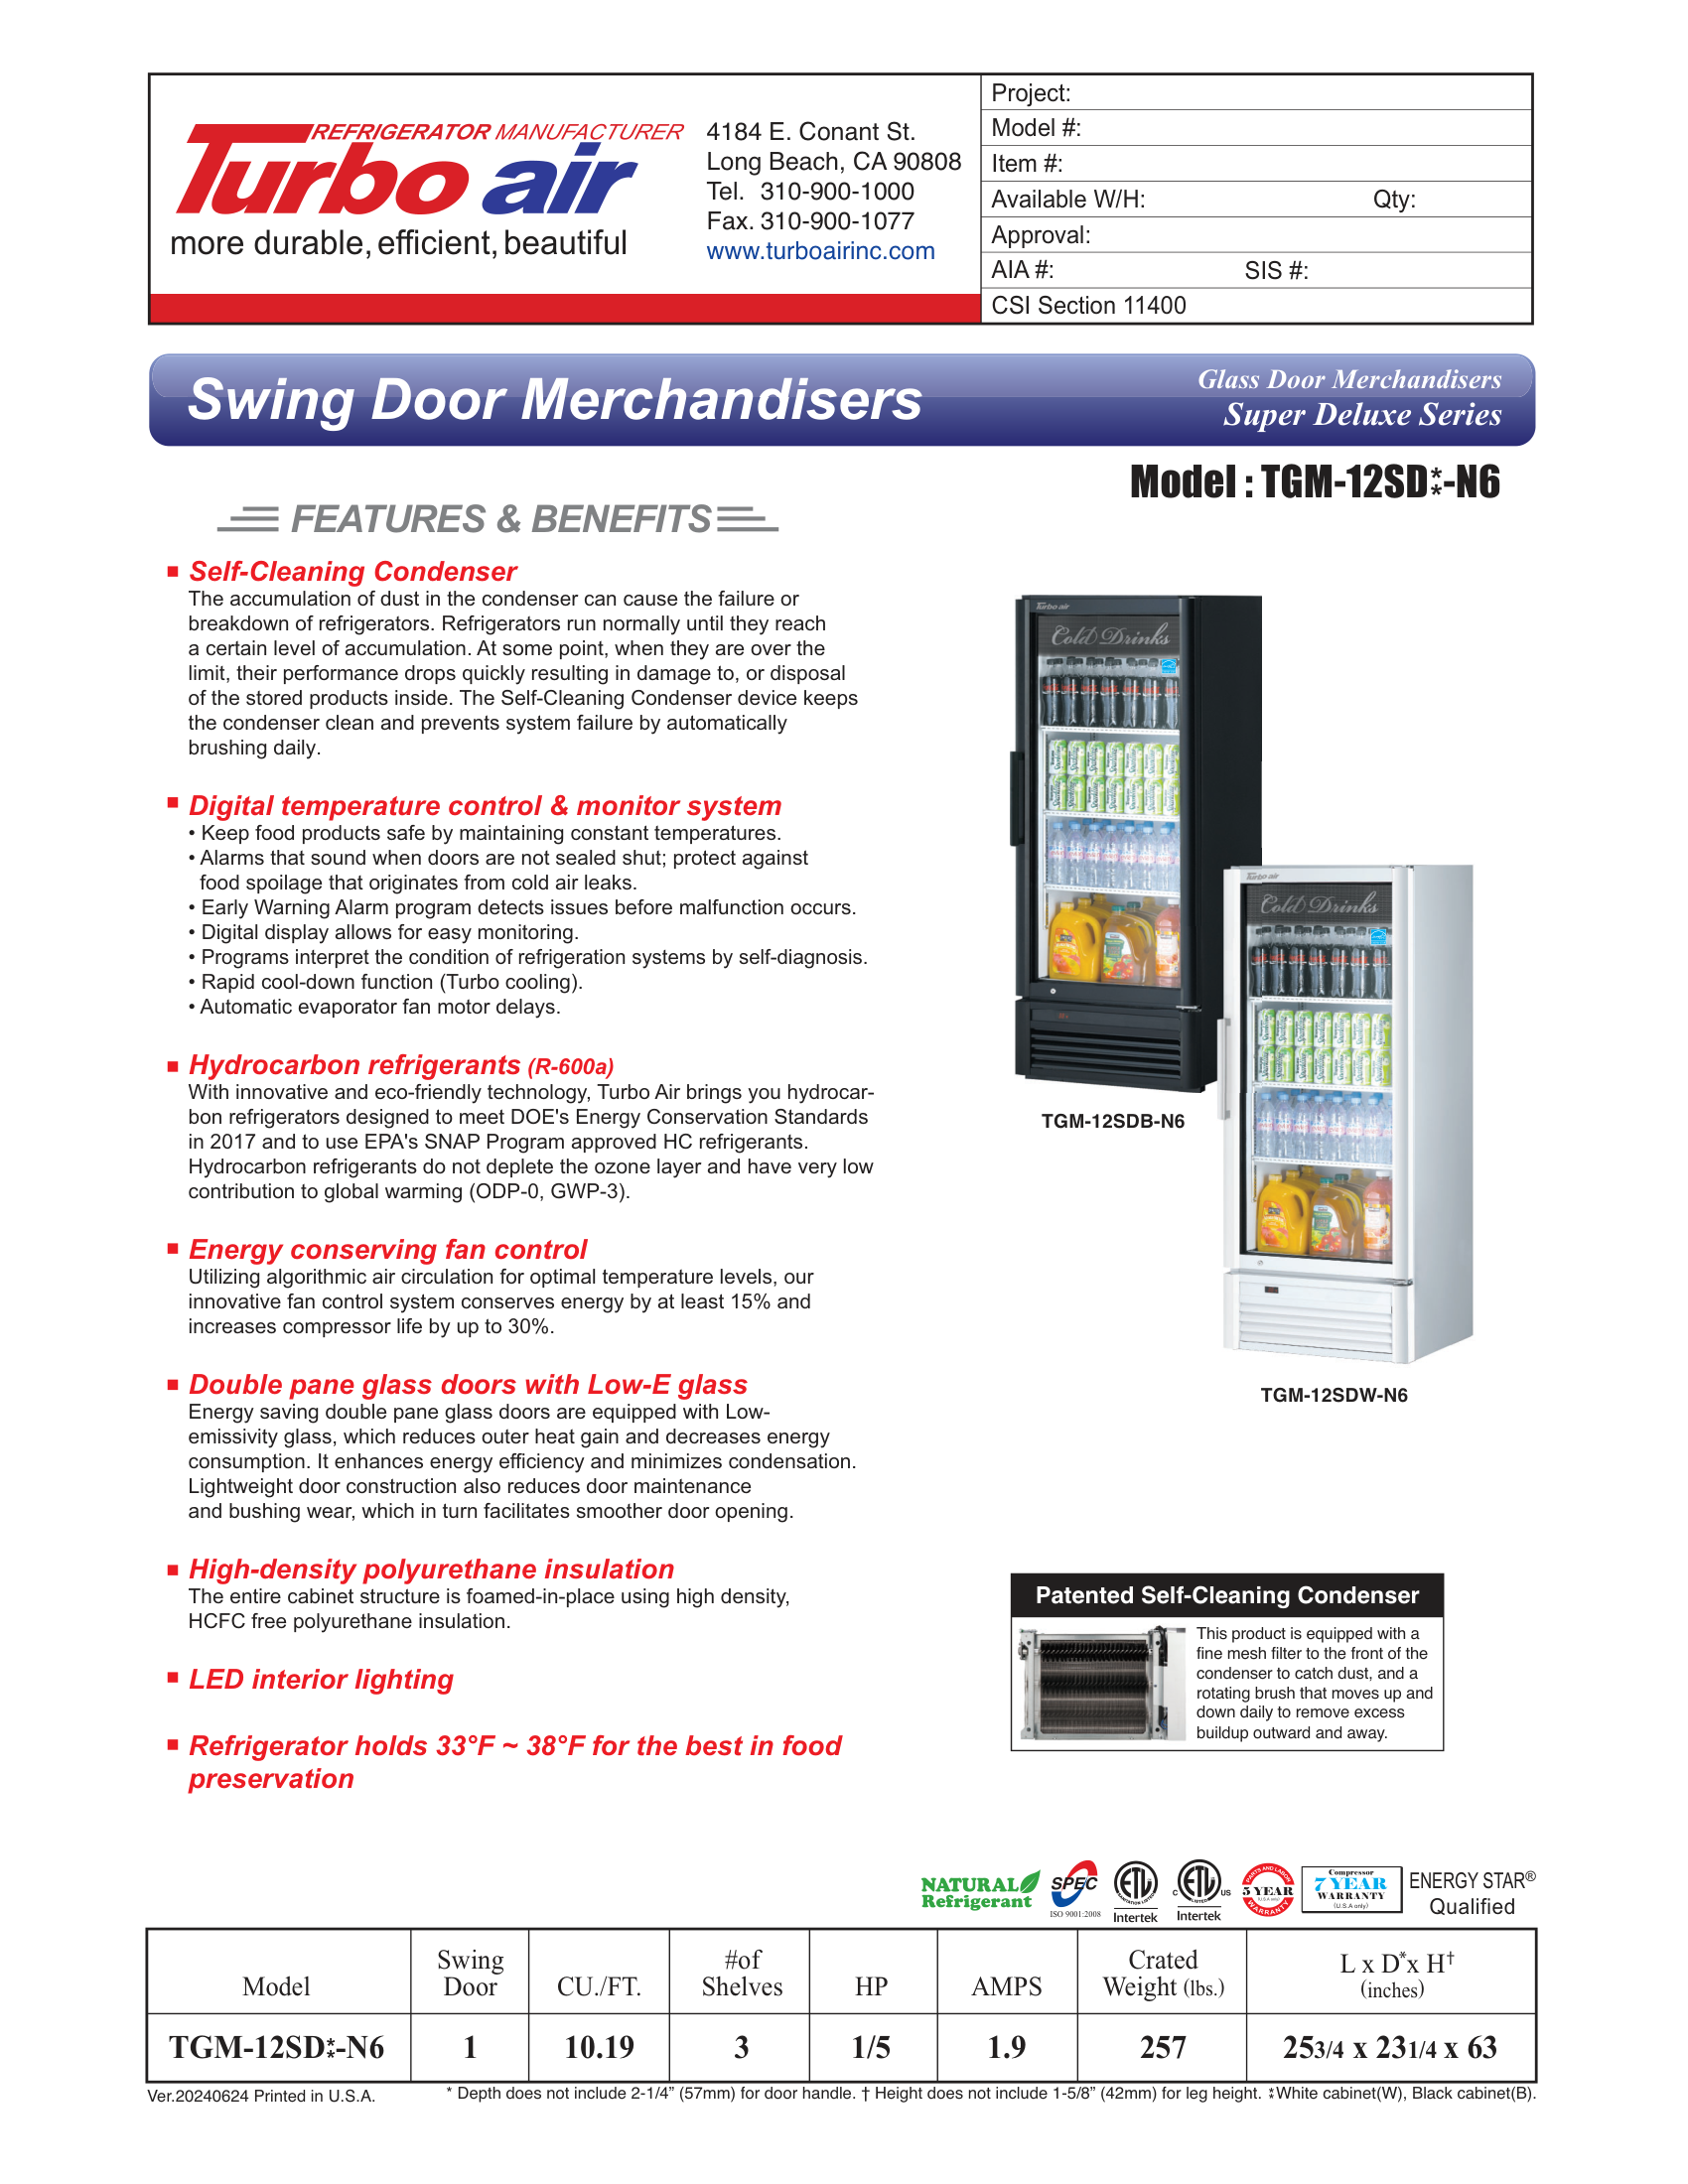 REFRIGERATOR MANUFACTURER
Turbo air
more durable, efficient, beautiful
4184 E. Conant St.
Long Beach, CA 90808
Tel. 310-900-1000
Fax. 310-900-1077
www.turboairinc.com
Project:
Model #:
Item #:
Available W/H: Qty:
Approval:
AIA #: SIS #:
CSI Section 11400
Swing Door Merchandisers
Glass Door Merchandisers
Super Deluxe Series
Model : TGM-12SD⁑-N6
FEATURES & BENEFITS
■ Self-Cleaning Condenser
The accumulation of dust in the condenser can cause the failure or
breakdown of refrigerators. Refrigerators run normally until they reach
a certain level of accumulation. At some point, when they are over the
limit, their performance drops quickly resulting in damage to, or disposal
of the stored products inside. The Self-Cleaning Condenser device keeps
the condenser clean and prevents system failure by automatically
brushing daily.
■ Digital temperature control & monitor system
• Keep food products safe by maintaining constant temperatures.
• Alarms that sound when doors are not sealed shut; protect against
food spoilage that originates from cold air leaks.
• Early Warning Alarm program detects issues before malfunction occurs.
• Digital display allows for easy monitoring.
• Programs interpret the condition of refrigeration systems by self-diagnosis.
• Rapid cool-down function (Turbo cooling).
• Automatic evaporator fan motor delays.
■ Hydrocarbon refrigerants (R-600a)
With innovative and eco-friendly technology, Turbo Air brings you hydrocar-
bon refrigerators designed to meet DOE's Energy Conservation Standards
in 2017 and to use EPA's SNAP Program approved HC refrigerants.
Hydrocarbon refrigerants do not deplete the ozone layer and have very low
contribution to global warming (ODP-0, GWP-3).
■ Energy conserving fan control
Utilizing algorithmic air circulation for optimal temperature levels, our
innovative fan control system conserves energy by at least 15% and
increases compressor life by up to 30%.
■ Double pane glass doors with Low-E glass
Energy saving double pane glass doors are equipped with Low-
emissivity glass, which reduces outer heat gain and decreases energy
consumption. It enhances energy efficiency and minimizes condensation.
Lightweight door construction also reduces door maintenance
and bushing wear, which in turn facilitates smoother door opening.
■ High-density polyurethane insulation
The entire cabinet structure is foamed-in-place using high density,
HCFC free polyurethane insulation.
■ LED interior lighting
■ Refrigerator holds 33°F ~ 38°F for the best in food
preservation
Turbo air
Cold Drinks
TGM-12SDB-N6
Turbo air
Cold Drinks
TGM-12SDW-N6
Patented Self-Cleaning Condenser
This product is equipped with a
fine mesh filter to the front of the
condenser to catch dust, and a
rotating brush that moves up and
down daily to remove excess
buildup outward and away.
NATURAL
Refrigerant
SPEC
ISO 9001:2008
ETL
SANITATION LISTED
Intertek
C ETL US
LISTED
Intertek
PARTS AND LABOR
5 YEAR
(U.S.A only)
WARRANTY
Compressor
7 YEAR
WARRANTY
(U.S.A only)
ENERGY STAR®
Qualified
Model Swing Door CU./FT. #of Shelves HP AMPS Crated Weight (lbs.) L x D* x H† (inches)
TGM-12SD⁑-N6 1 10.19 3 1/5 1.9 257 253/4 x 231/4 x 63
Ver.20240624 Printed in U.S.A. * Depth does not include 2-1/4” (57mm) for door handle. † Height does not include 1-5/8” (42mm) for leg height. ⁑White cabinet(W), Black cabinet(B).